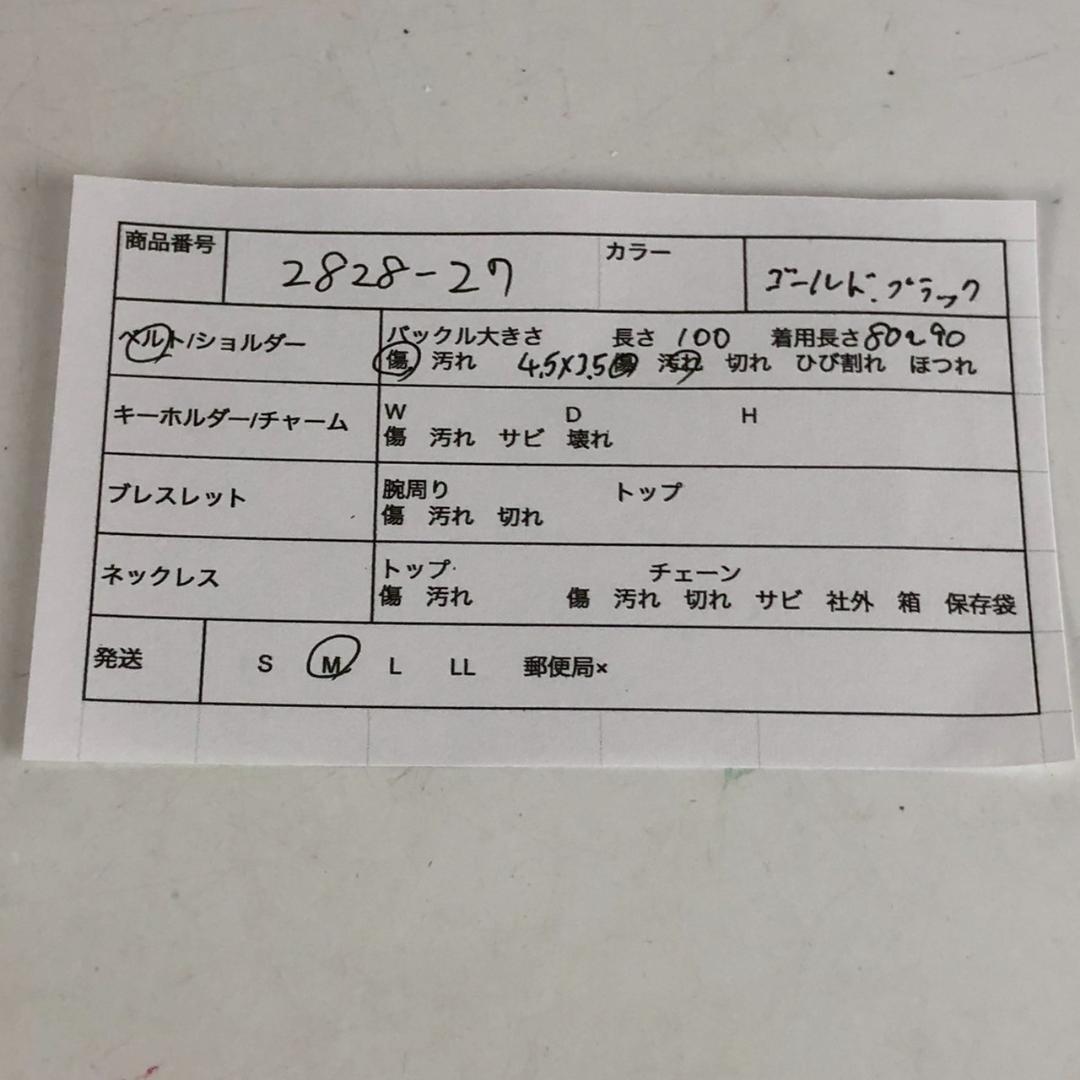 商品番号 2828-27 カラー ゴールド.ブラック
ベルト/ショルダー バックル大きさ 長さ 100 着用長さ 80~90
傷 汚れ 4.5×3.5 傷 汚れ 切れ ひび割れ ほつれ
キーホルダー/チャーム W D H
傷 汚れ サビ 壊れ
ブレスレット 腕周り トップ
傷 汚れ 切れ
ネックレス トップ チェーン
傷 汚れ 傷 汚れ 切れ サビ 社外 箱 保存袋
発送 S M L LL 郵便局×